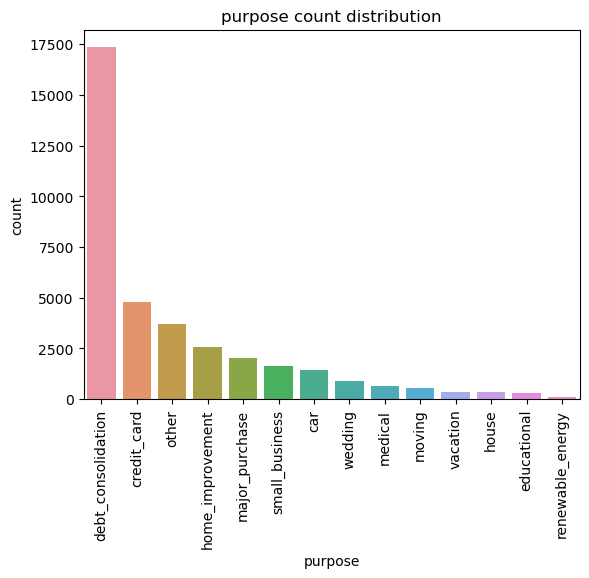 purpose count distribution
17500
15000
12500
10000
7500
5000
2500
0
count
debt_consolidation
credit_card
other
home_improvement
major_purchase
small_business
car
wedding
medical
moving
vacation
house
educational
renewable_energy
purpose